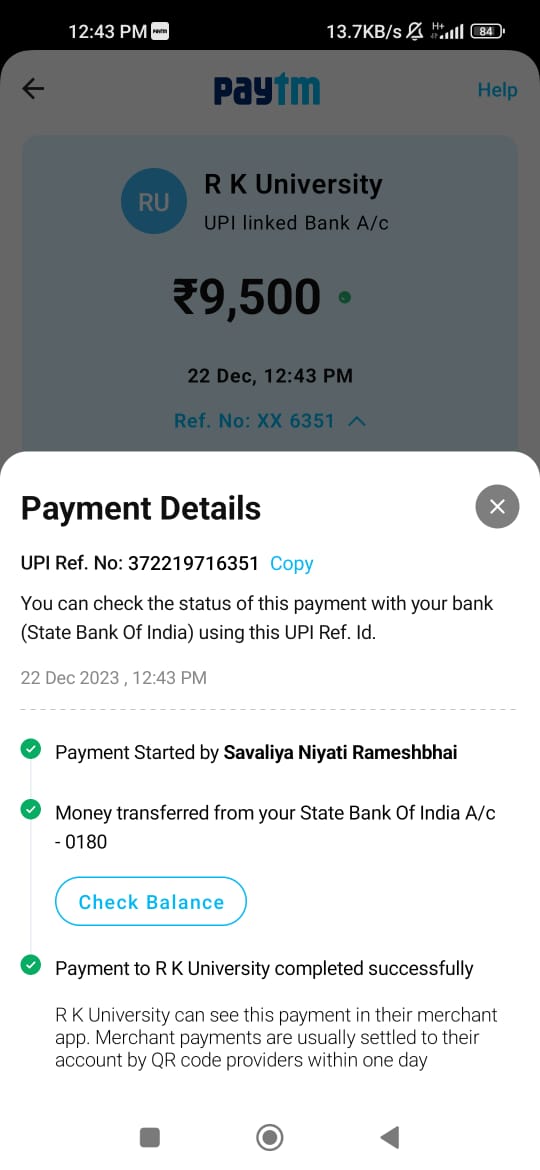 12:43 PM
13.7KB/s H+ 84
paytm
Help
RU
R K University
UPI linked Bank A/c
₹9,500
22 Dec, 12:43 PM
Ref. No: XX 6351
Payment Details
UPI Ref. No: 372219716351 Copy
You can check the status of this payment with your bank
(State Bank Of India) using this UPI Ref. Id.
22 Dec 2023 , 12:43 PM
Payment Started by Savaliya Niyati Rameshbhai
Money transferred from your State Bank Of India A/c
- 0180
Check Balance
Payment to R K University completed successfully
R K University can see this payment in their merchant
app. Merchant payments are usually settled to their
account by QR code providers within one day